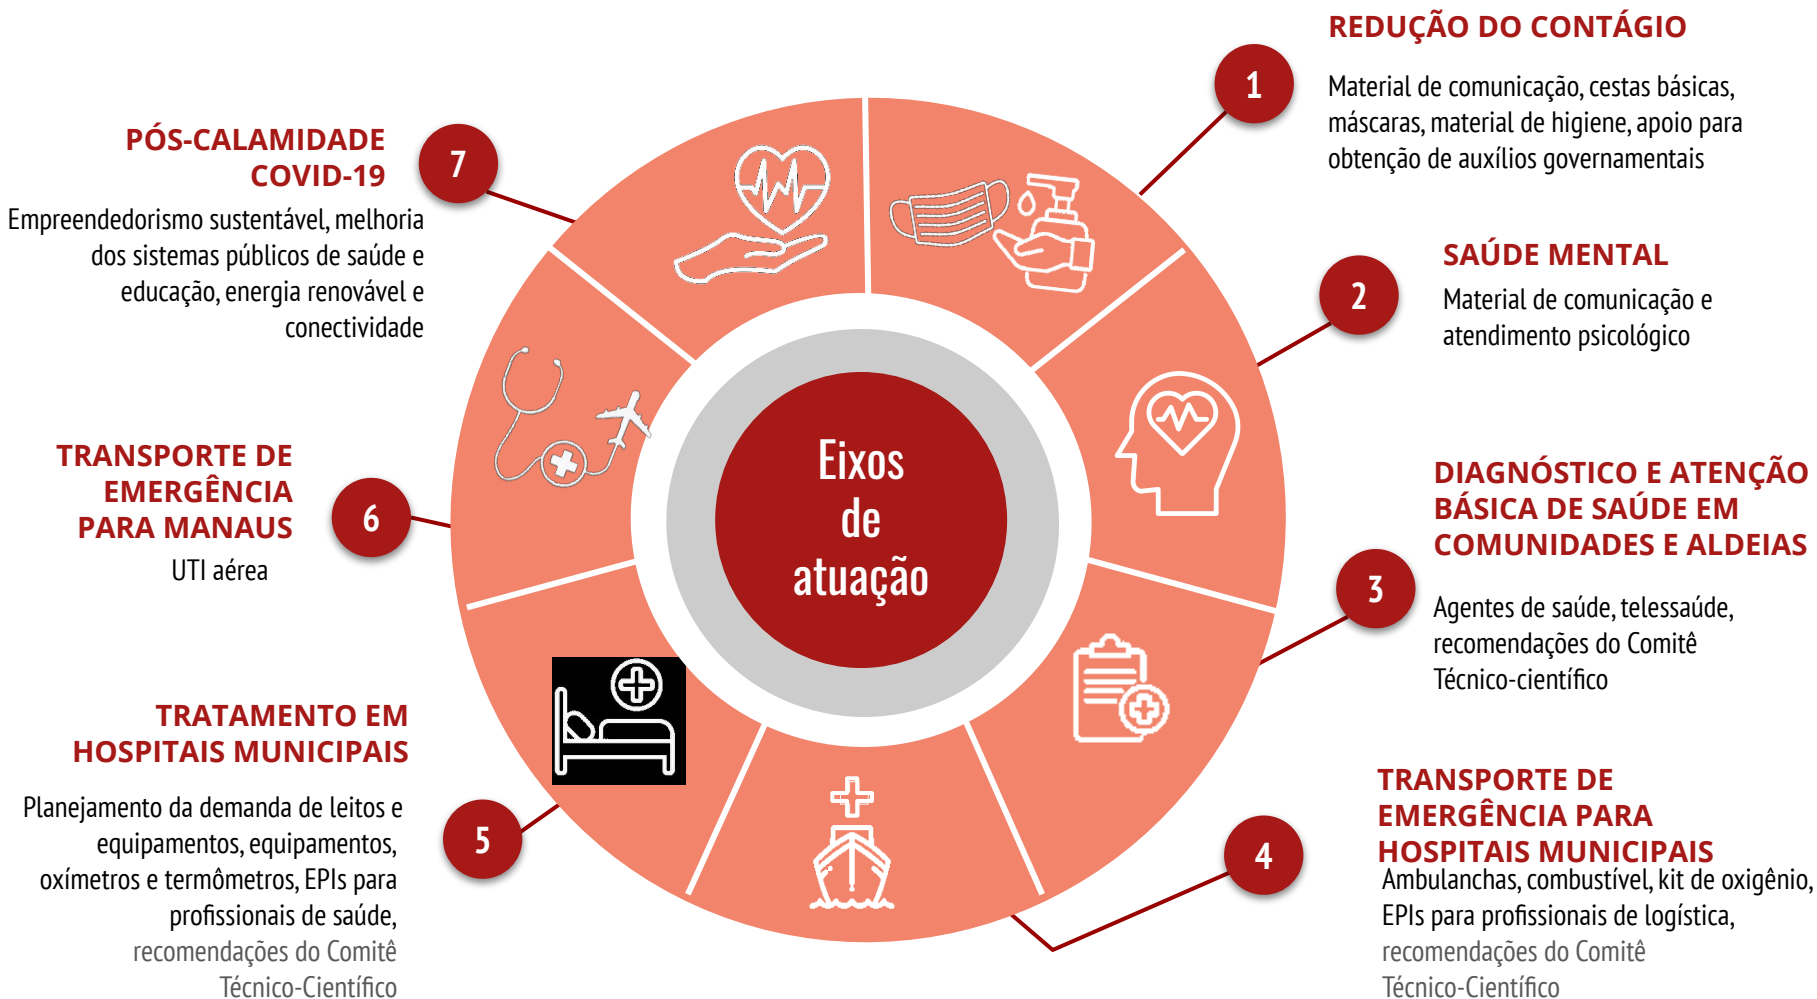 Eixos
de
atuação
1
REDUÇÃO DO CONTÁGIO
Material de comunicação, cestas básicas,
máscaras, material de higiene, apoio para
obtenção de auxílios governamentais
2
SAÚDE MENTAL
Material de comunicação e
atendimento psicológico
3
DIAGNÓSTICO E ATENÇÃO
BÁSICA DE SAÚDE EM
COMUNIDADES E ALDEIAS
Agentes de saúde, telessaúde,
recomendações do Comitê
Técnico-científico
4
TRANSPORTE DE
EMERGÊNCIA PARA
HOSPITAIS MUNICIPAIS
Ambulanchas, combustível, kit de oxigênio,
EPIs para profissionais de logística,
recomendações do Comitê
Técnico-Científico
5
TRATAMENTO EM
HOSPITAIS MUNICIPAIS
Planejamento da demanda de leitos e
equipamentos, equipamentos,
oxímetros e termômetros, EPIs para
profissionais de saúde,
recomendações do Comitê
Técnico-Científico
6
TRANSPORTE DE
EMERGÊNCIA
PARA MANAUS
UTI aérea
7
PÓS-CALAMIDADE
COVID-19
Empreendedorismo sustentável, melhoria
dos sistemas públicos de saúde e
educação, energia renovável e
conectividade